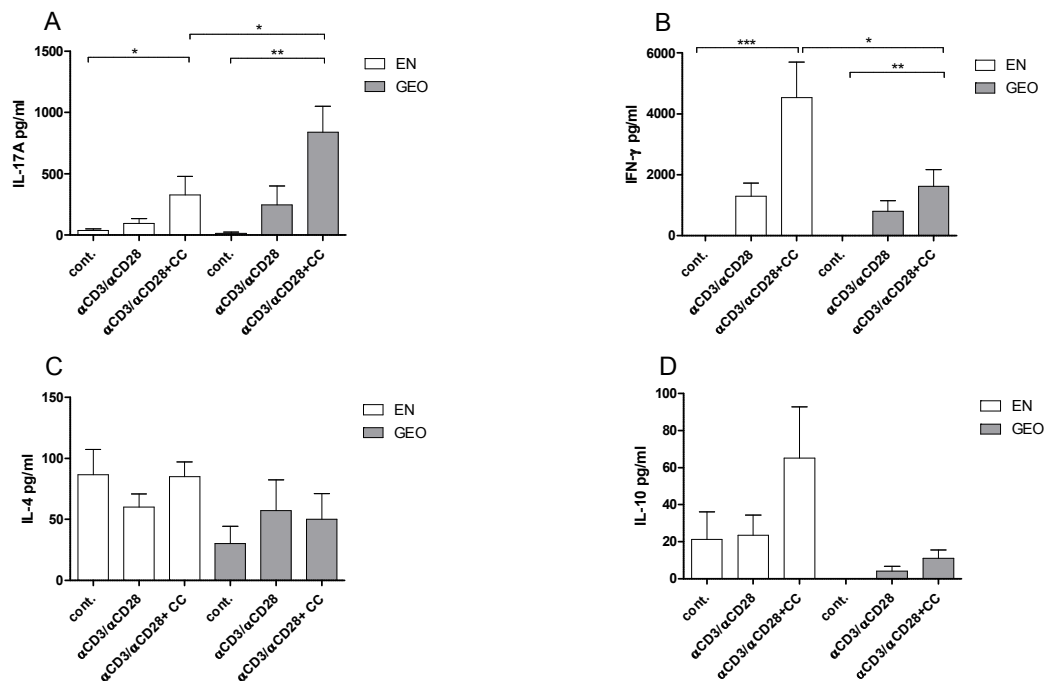 A
*
*
**
1500
1000
500
0
IL-17A pg/ml
EN
GEO
cont.
αCD3/αCD28
αCD3/αCD28+CC
cont.
αCD3/αCD28
αCD3/αCD28+CC
B
***
*
**
6000
4000
2000
0
IFN-γ pg/ml
EN
GEO
cont.
αCD3/αCD28
αCD3/αCD28+CC
cont.
αCD3/αCD28
αCD3/αCD28+CC
C
150
100
50
0
IL-4 pg/ml
EN
GEO
cont.
αCD3/αCD28
αCD3/αCD28+ CC
cont.
αCD3/αCD28
αCD3/αCD28+ CC
D
100
80
60
40
20
0
IL-10 pg/ml
EN
GEO
cont.
αCD3/αCD28
αCD3/αCD28+CC
cont.
αCD3/αCD28
αCD3/αCD28+CC